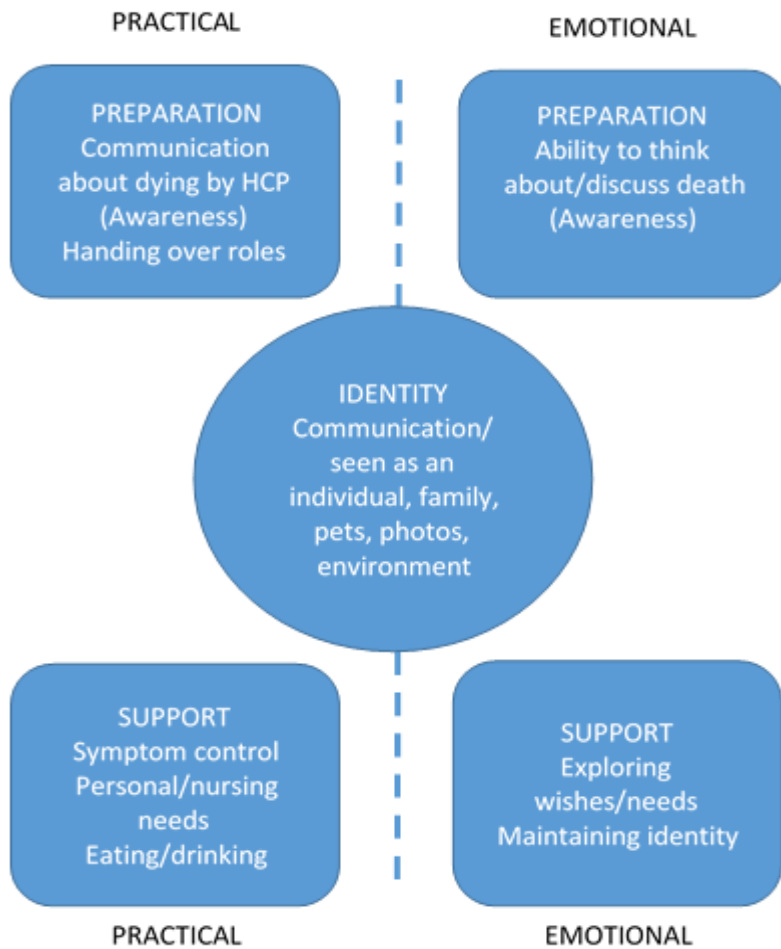 PRACTICAL
EMOTIONAL
PREPARATION
Communication
about dying by HCP
(Awareness)
Handing over roles
PREPARATION
Ability to think
about/discuss death
(Awareness)
IDENTITY
Communication/
seen as an
individual, family,
pets, photos,
environment
SUPPORT
Symptom control
Personal/nursing
needs
Eating/drinking
SUPPORT
Exploring
wishes/needs
Maintaining identity
PRACTICAL
EMOTIONAL